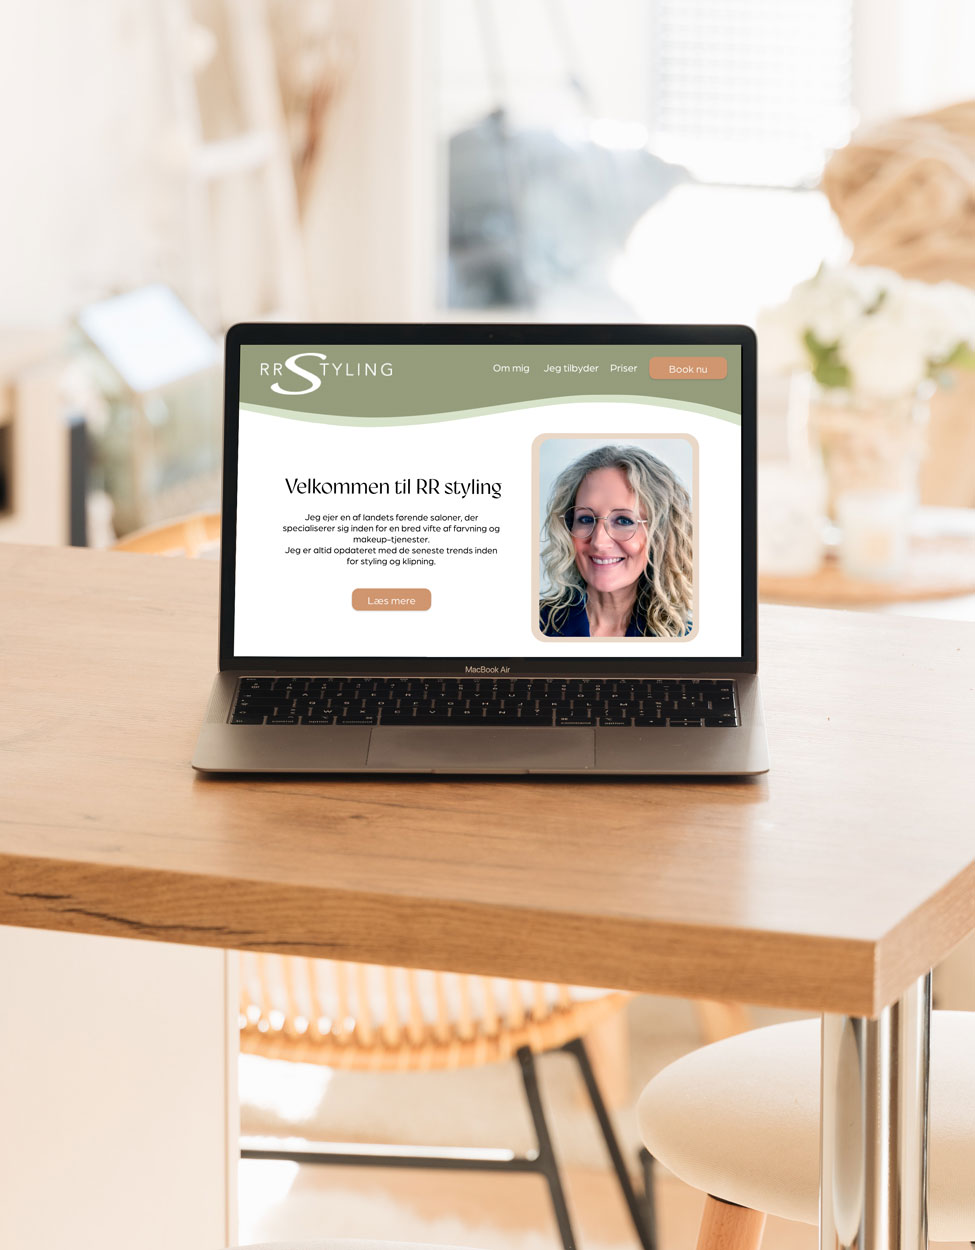 RRSTYLING
Om mig Jeg tilbyder Priser Book nu
Velkommen til RR styling
Jeg ejer en af landets førende saloner, der
specialiserer sig inden for en bred vifte af farvning og
makeup-tjenester.
Jeg er altid opdateret med de seneste trends inden
for styling og klipning.
Læs mere
MacBook Air